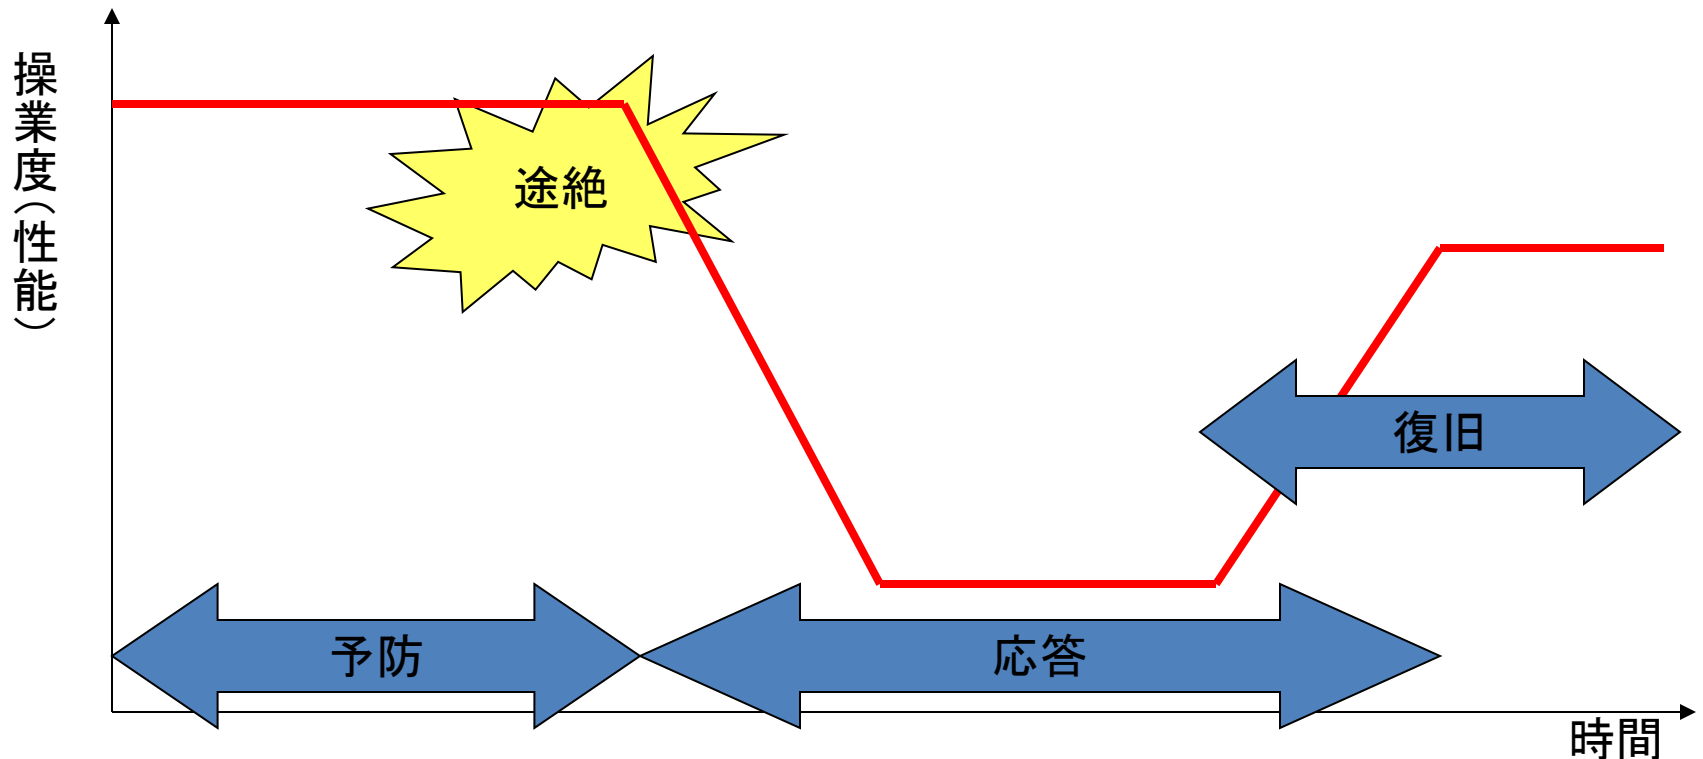 操業度（性能）
途絶
復旧
予防
応答
時間